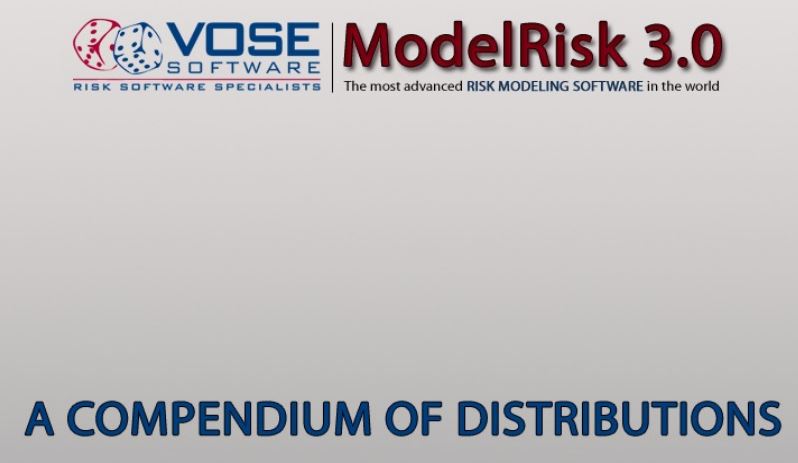 VOSE
SOFTWARE
RISK SOFTWARE SPECIALISTS
ModelRisk 3.0
The most advanced RISK MODELING SOFTWARE in the world
A COMPENDIUM OF DISTRIBUTIONS